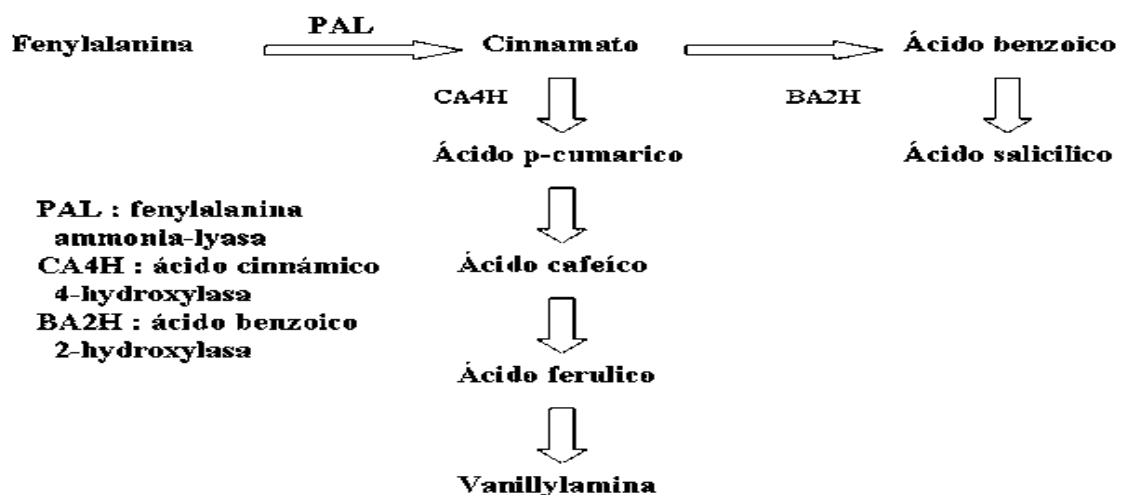 PAL
Fenylalanina Cinnamato Ácido benzoico
CA4H BA2H
Ácido p-cumarico Ácido salicilico
PAL : fenylalanina
ammonia-lyasa
CA4H : ácido cinnámico
4-hydroxylasa
BA2H : ácido benzoico
2-hydroxylasa
Ácido cafeíco
Ácido ferulico
Vanillylamina